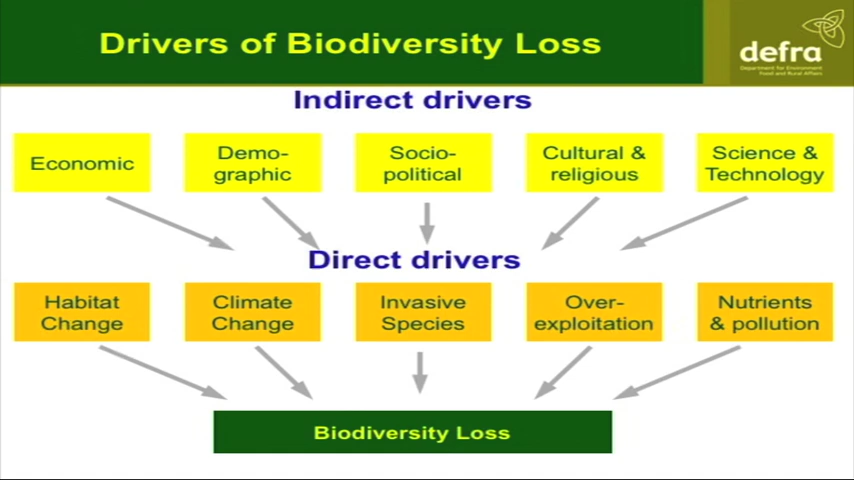 Drivers of Biodiversity Loss
defra
Department for Environment
Food and Rural Affairs
Indirect drivers
Economic
Demo-
graphic
Socio-
political
Cultural &
religious
Science &
Technology
Direct drivers
Habitat
Change
Climate
Change
Invasive
Species
Over-
exploitation
Nutrients
& pollution
Biodiversity Loss